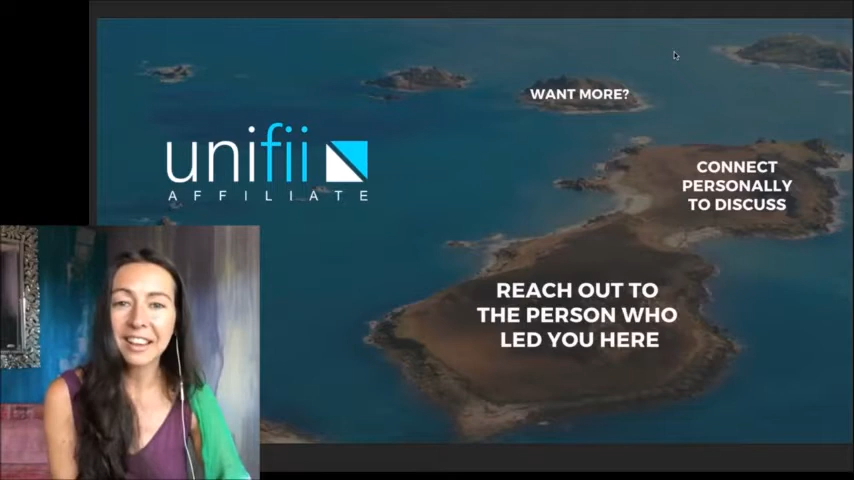 WANT MORE?
unifii
AFFILIATE
CONNECT
PERSONALLY
TO DISCUSS
REACH OUT TO
THE PERSON WHO
LED YOU HERE